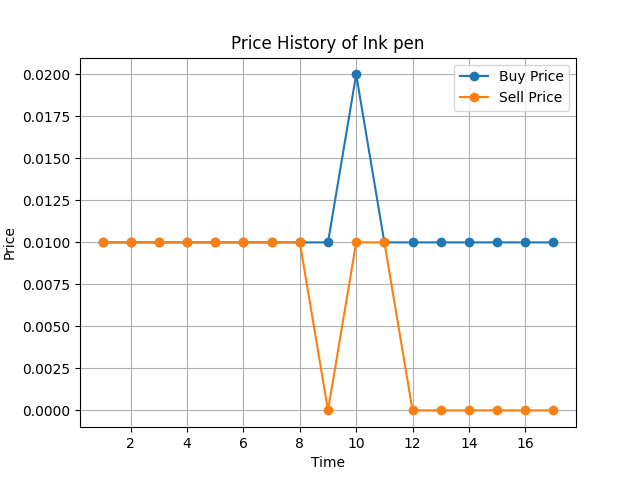 Price History of Ink pen
Buy Price
Sell Price
0.0200
0.0175
0.0150
0.0125
0.0100
0.0075
0.0050
0.0025
0.0000
Price
2 4 6 8 10 12 14 16
Time